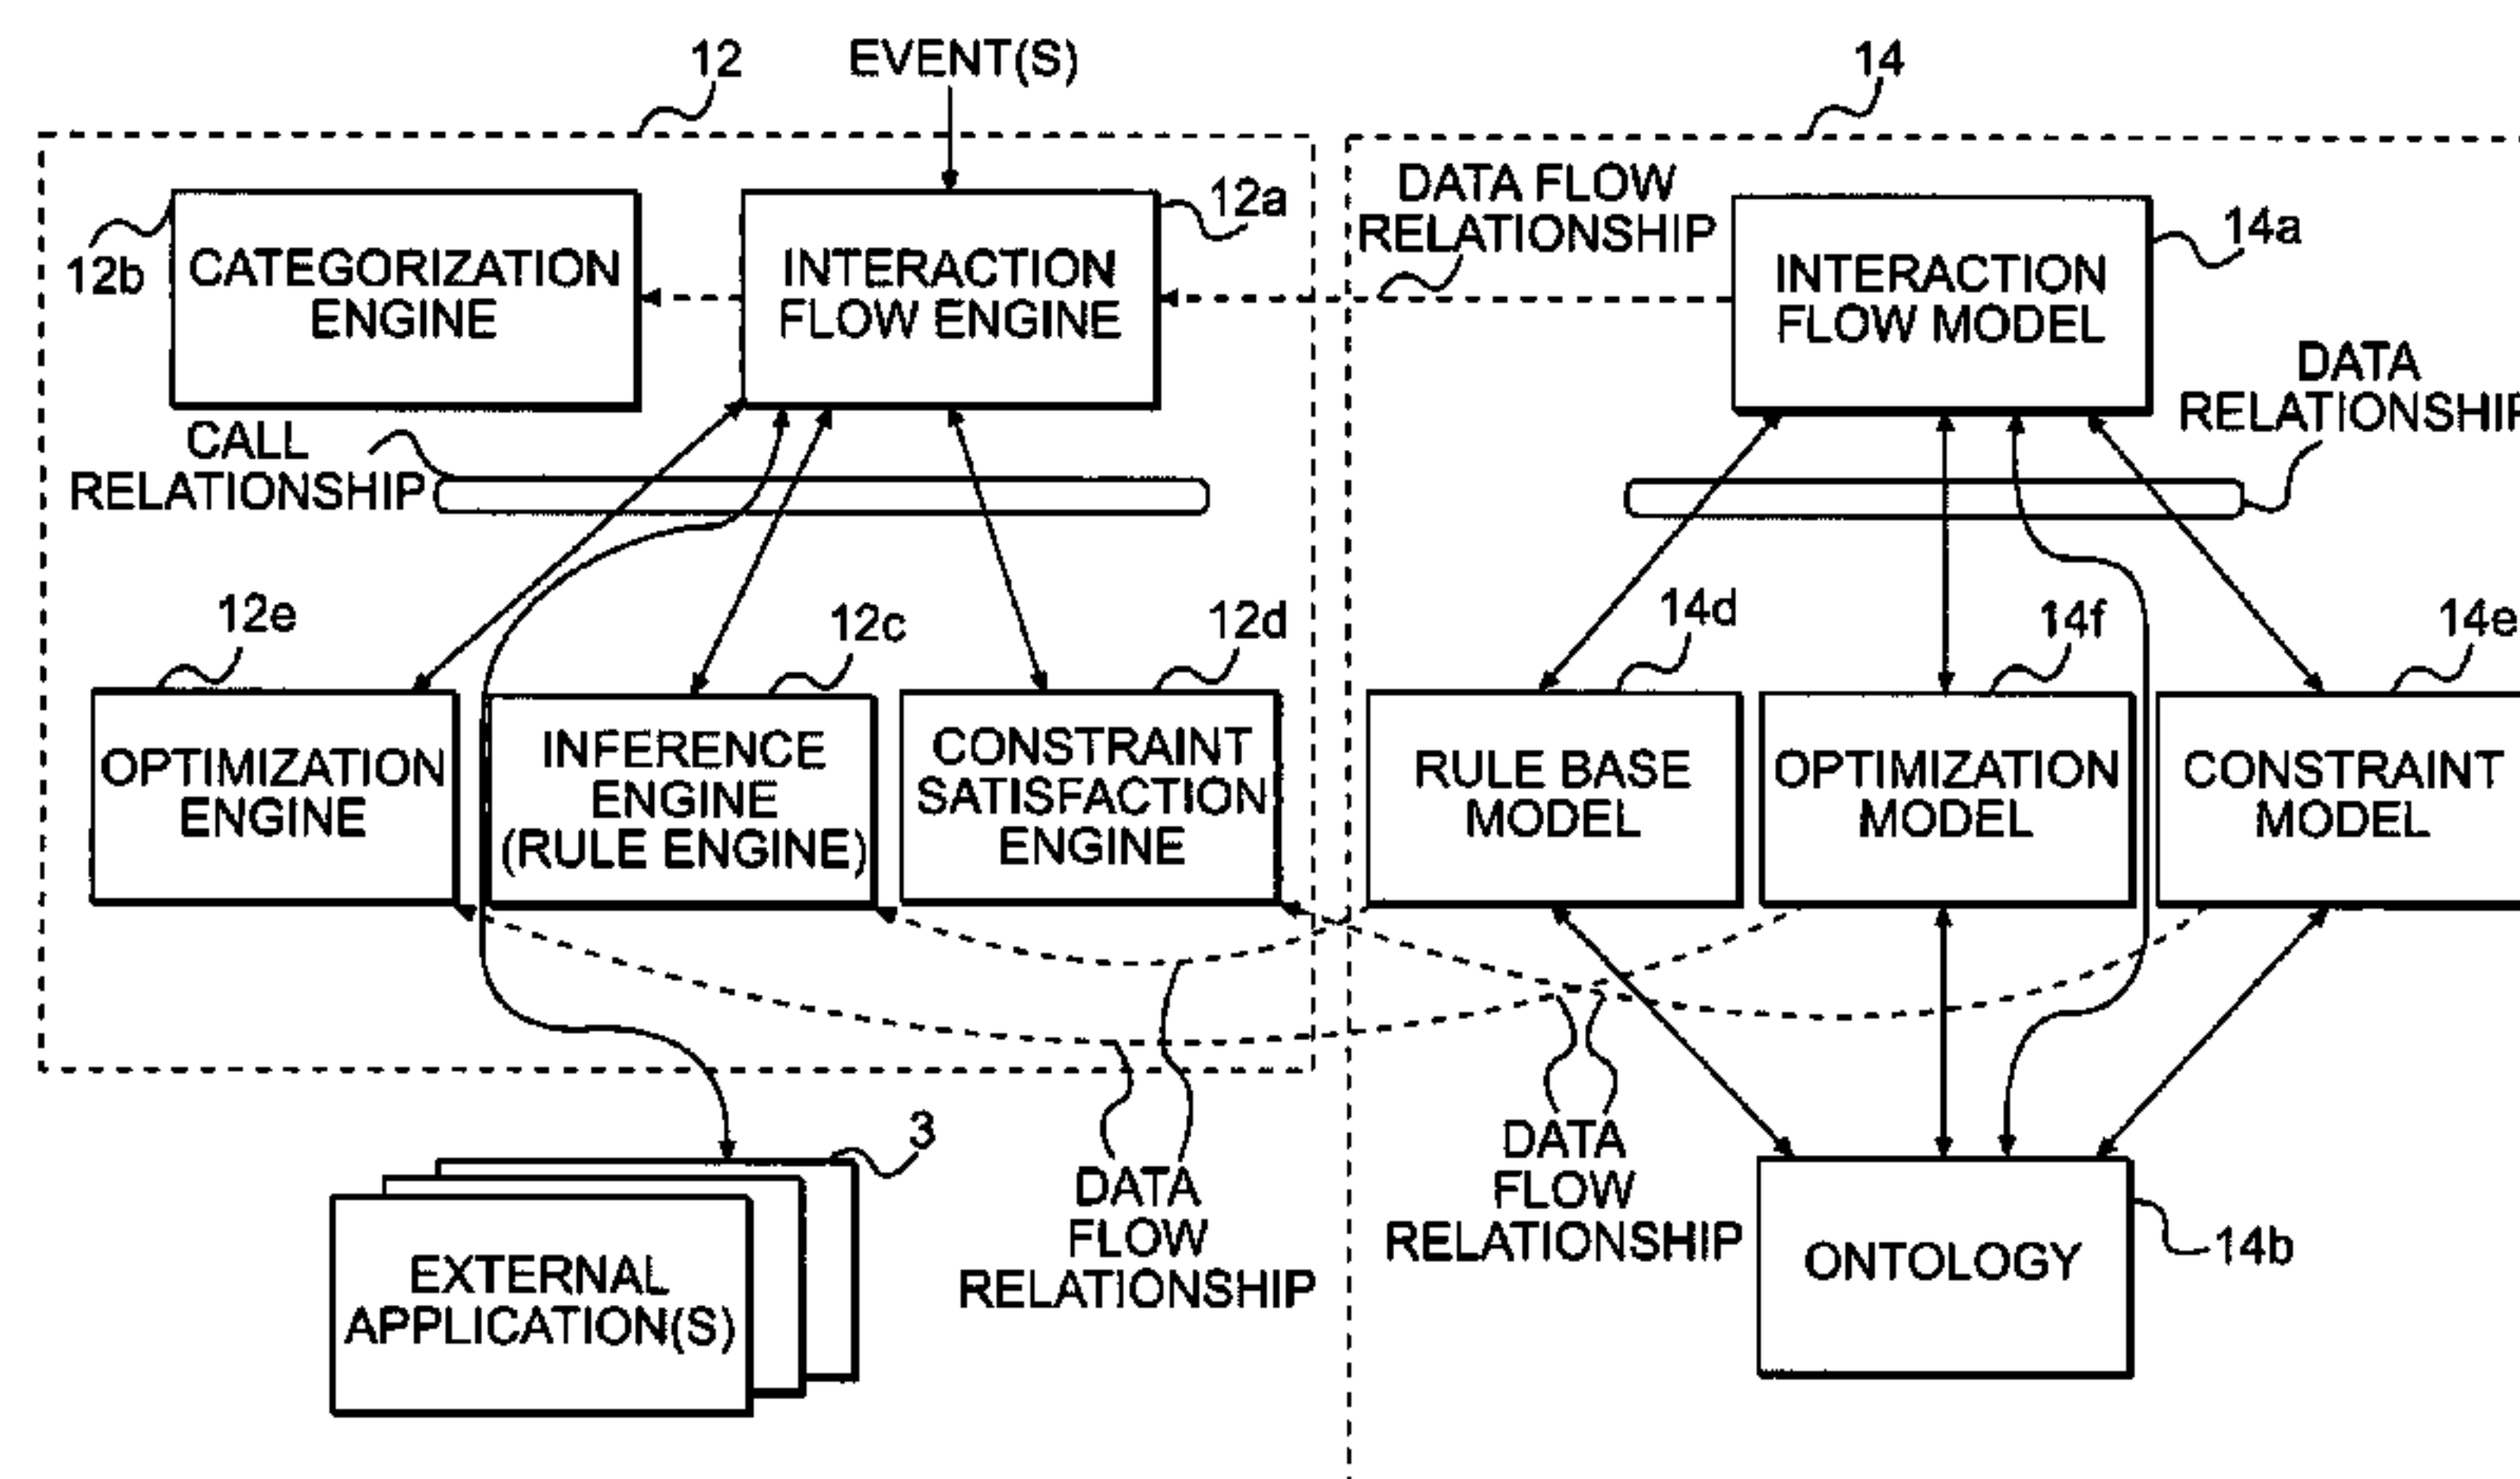 12
EVENT(S)
14
12b
CATEGORIZATION
ENGINE
INTERACTION
FLOW ENGINE
12a
DATA FLOW
RELATIONSHIP
INTERACTION
FLOW MODEL
14a
CALL
RELATIONSHIP
DATA
RELATIONSHIP
12e
12c
12d
14d
14f
14e
OPTIMIZATION
ENGINE
INFERENCE
ENGINE
(RULE ENGINE)
CONSTRAINT
SATISFACTION
ENGINE
RULE BASE
MODEL
OPTIMIZATION
MODEL
CONSTRAINT
MODEL
3
EXTERNAL
APPLICATION(S)
DATA
FLOW
RELATIONSHIP
DATA
FLOW
RELATIONSHIP
ONTOLOGY
14b